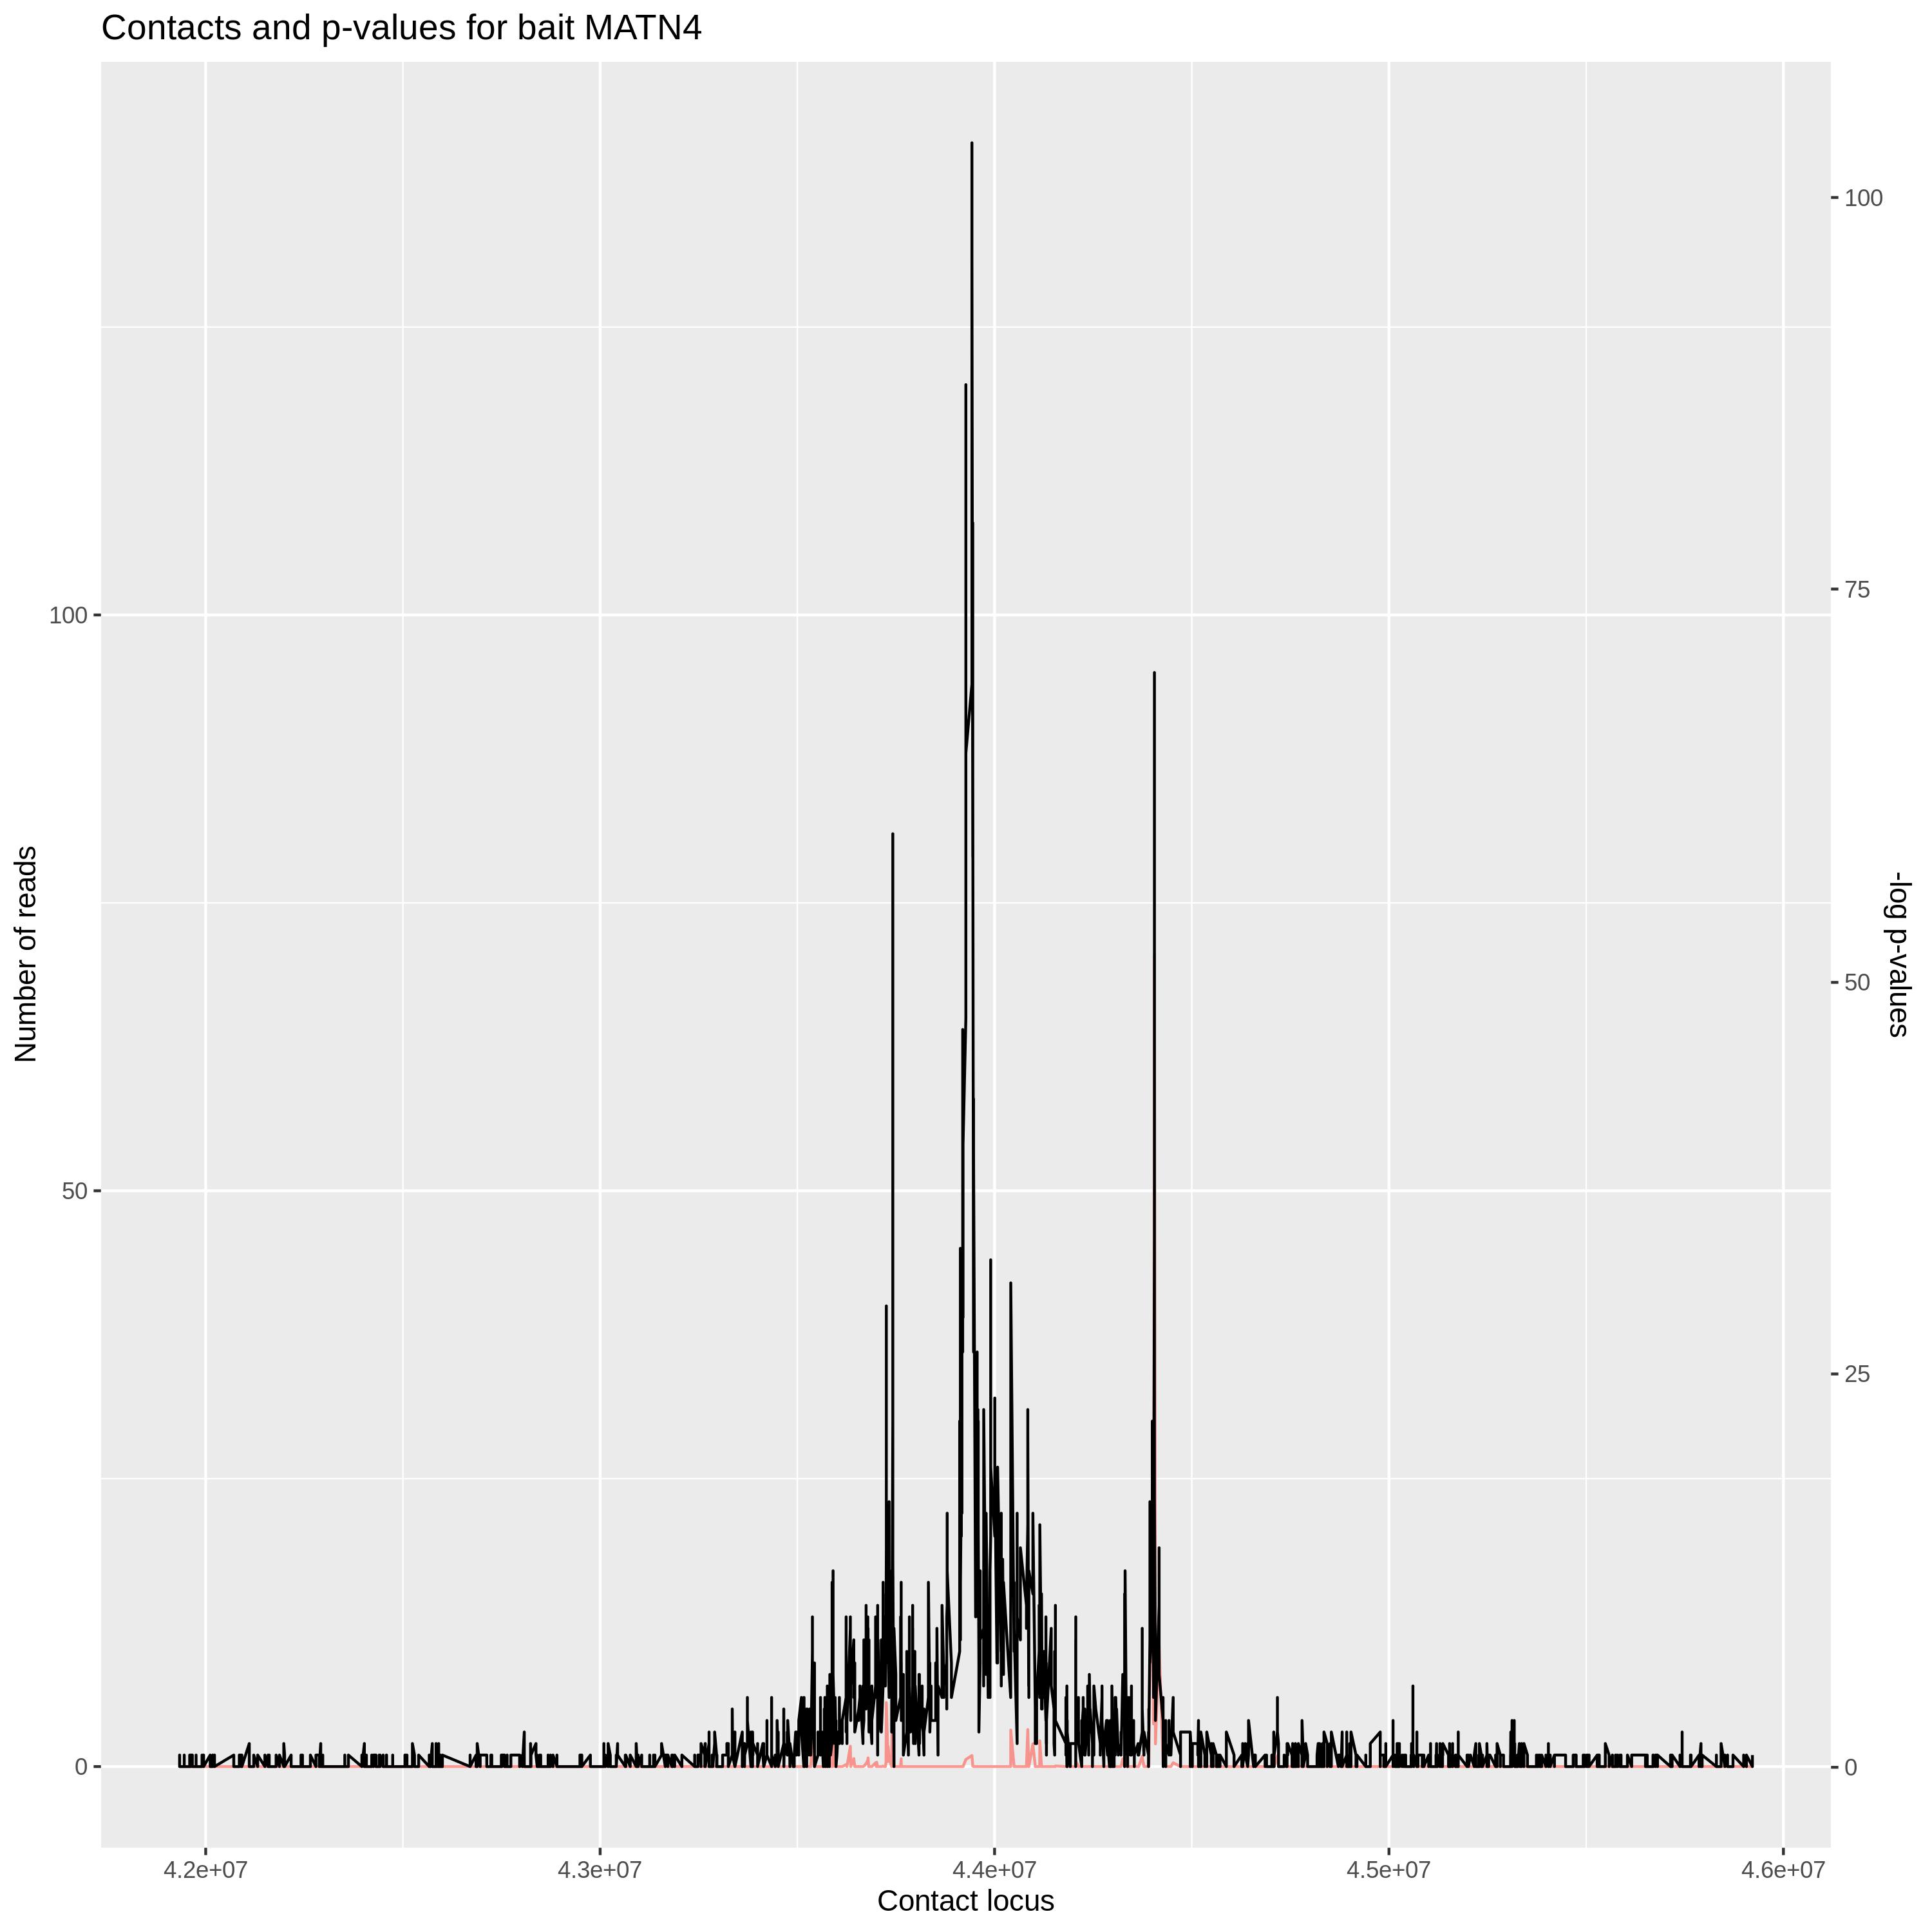 Contacts and p-values for bait MATN4
100
50
0
Number of reads
100
75
50
25
0
-log p-values
4.2e+07
4.3e+07
4.4e+07
4.5e+07
4.6e+07
Contact locus